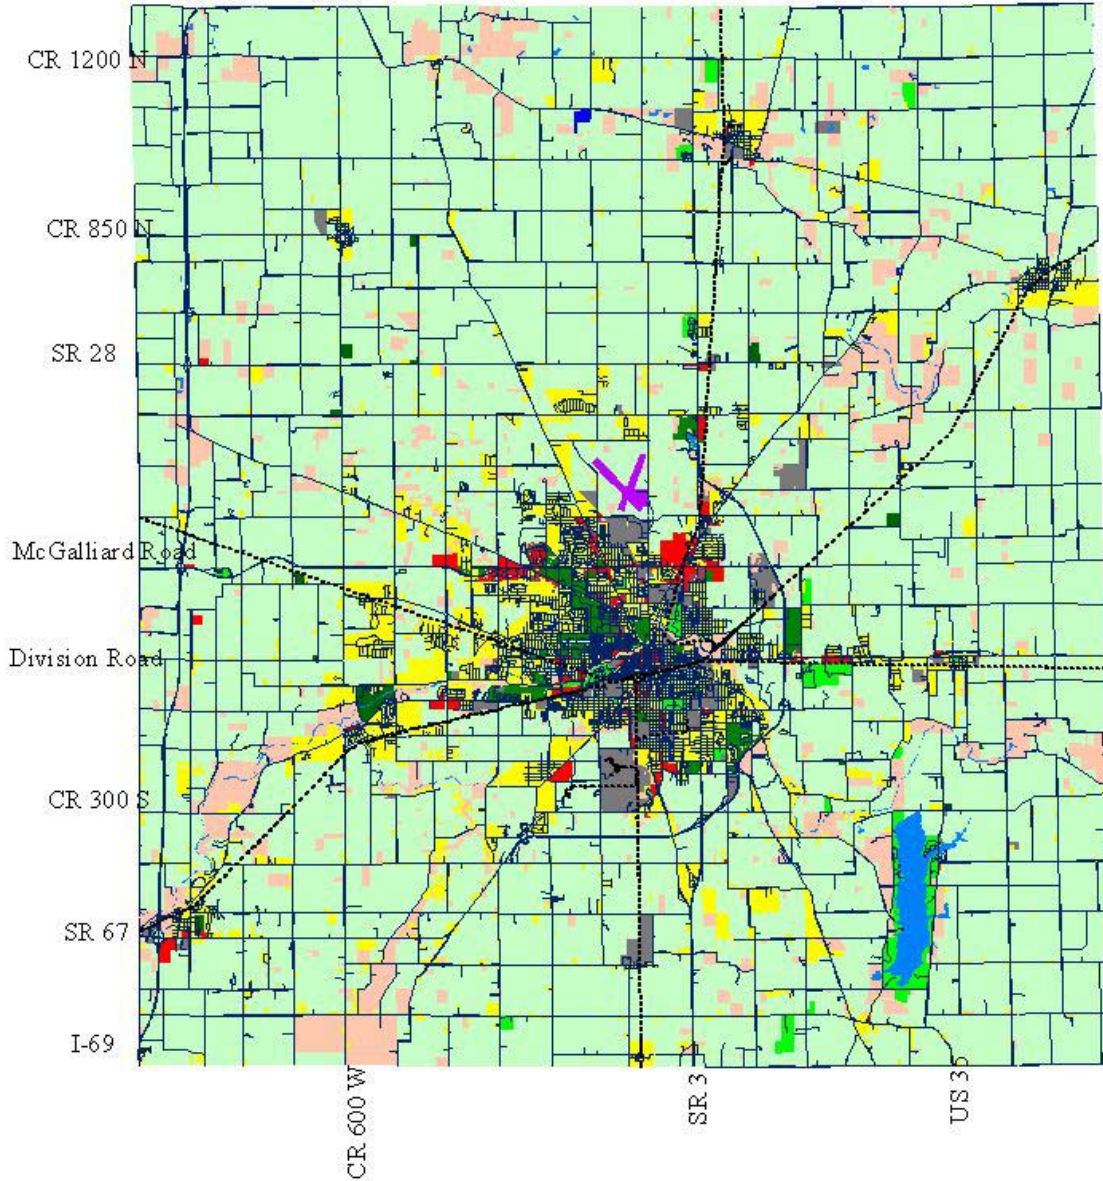 CR 1200 N
CR 850 N
SR 28
McGalliard Road
Division Road
CR 300 S
SR 67
I-69
CR 600 W
SR 3
US 35